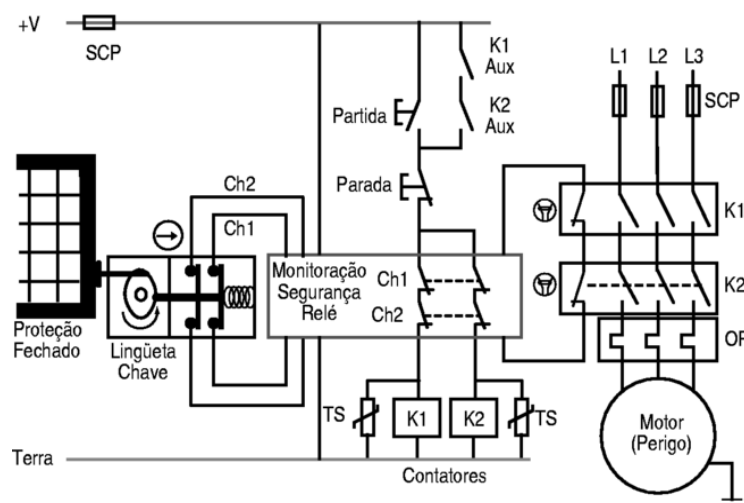 +V
SCP
K1
Aux
K2
Aux
Partida
Parada
L1
L2
L3
SCP
Ch2
Ch1
K1
K2
Monitoração
Segurança
Relé
Ch1
Ch2
Proteção
Fechado
Lingüeta
Chave
TS
K1
K2
TS
Motor
(Perigo)
Terra
Contatores